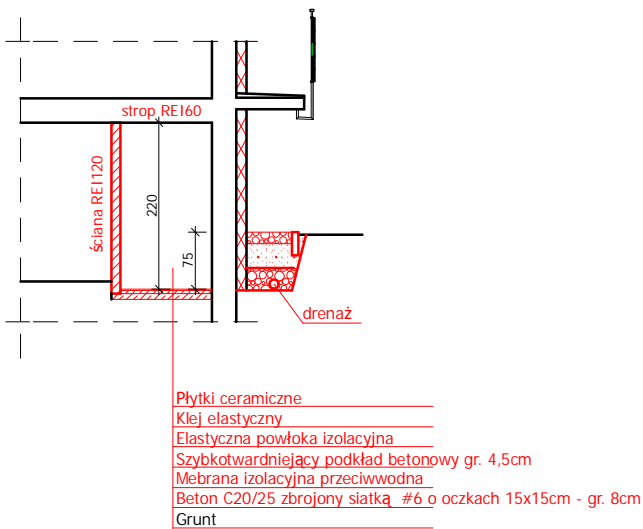 strop REI60
ściana REI120
220
75
drenaż
Płytki ceramiczne
Klej elastyczny
Elastyczna powłoka izolacyjna
Szybkotwardniejący podkład betonowy gr. 4,5cm
Mebrana izolacyjna przeciwwodna
Beton C20/25 zbrojony siatką #6 o oczkach 15x15cm - gr. 8cm
Grunt